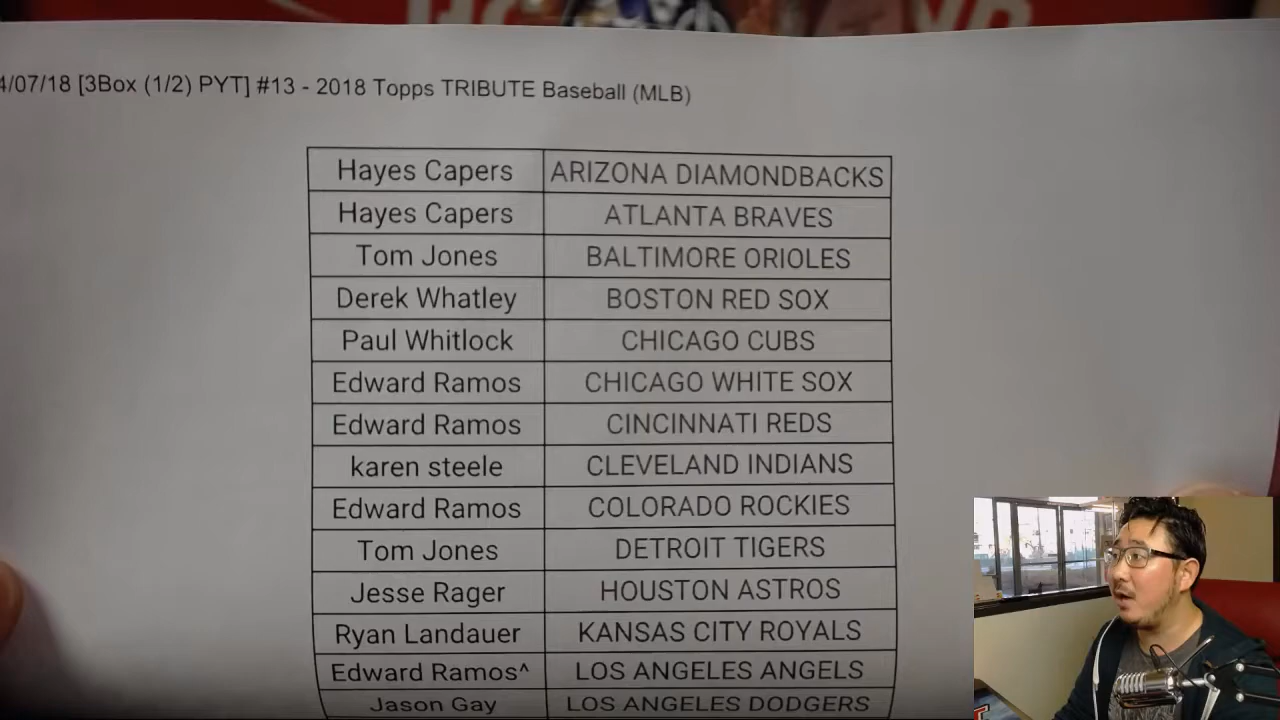 4/07/18 [3Box (1/2) PYT] #13 - 2018 Topps TRIBUTE Baseball (MLB)
Hayes Capers ARIZONA DIAMONDBACKS
Hayes Capers ATLANTA BRAVES
Tom Jones BALTIMORE ORIOLES
Derek Whatley BOSTON RED SOX
Paul Whitlock CHICAGO CUBS
Edward Ramos CHICAGO WHITE SOX
Edward Ramos CINCINNATI REDS
karen steele CLEVELAND INDIANS
Edward Ramos COLORADO ROCKIES
Tom Jones DETROIT TIGERS
Jesse Rager HOUSTON ASTROS
Ryan Landauer KANSAS CITY ROYALS
Edward Ramos^ LOS ANGELES ANGELS
Jason Gay LOS ANGELES DODGERS